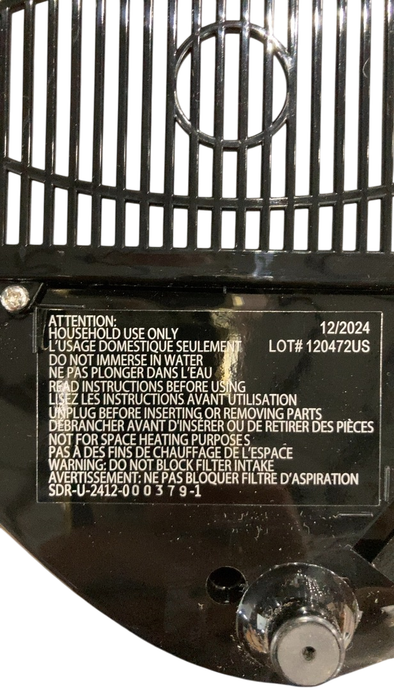 ATTENTION:
12/2024
HOUSEHOLD USE ONLY
L'USAGE DOMESTIQUE SEULEMENT
LOT# 120472US
DO NOT IMMERSE IN WATER
NE PAS PLONGER DANS L'EAU
READ INSTRUCTIONS BEFORE USING
LISEZ LES INSTRUCTIONS AVANT UTILISATION
UNPLUG BEFORE INSERTING OR REMOVING PARTS
DEBRANCHER AVANT D'INSÉRER OU DE RETIRER DES PIÈCES
NOT FOR SPACE HEATING PURPOSES
PAS À DES FINS DE CHAUFFAGE DE L'ESPACE
WARNING: DO NOT BLOCK FILTER INTAKE
AVERTISSEMENT: NE PAS BLOQUER FILTRE D'ASPIRATION
SDR-U-2412-000379-1